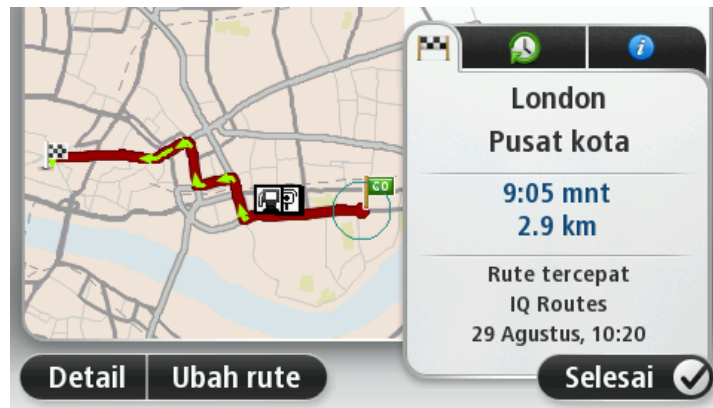 GO
London
Pusat kota
9:05 mnt
2.9 km
Rute tercepat
IQ Routes
29 Agustus, 10:20
Detail
Ubah rute
Selesai